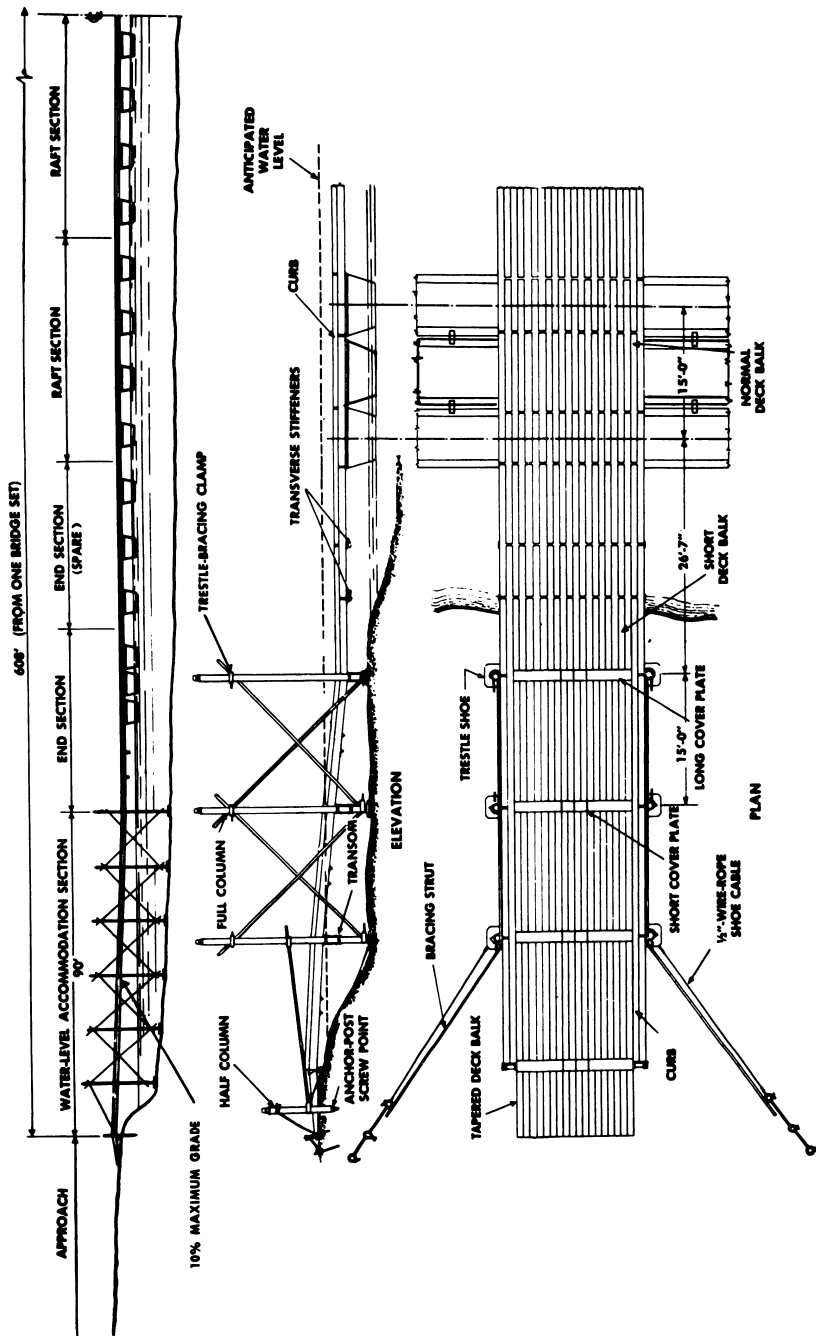 608' (FROM ONE BRIDGE SET)
APPROACH
WATER-LEVEL ACCOMMODATION SECTION
90'
END SECTION
END SECTION
(SPARE)
RAFT SECTION
RAFT SECTION
10% MAXIMUM GRADE
HALF COLUMN
FULL COLUMN
TRESTLE-BRACING CLAMP
TRANSVERSE STIFFENERS
CURB
ANTICIPATED
WATER
LEVEL
ANCHOR-POST
SCREW POINT
TRANSOM
ELEVATION
BRACING STRUT
TRESTLE SHOE
TAPERED DECK BALK
CURB
SHORT COVER PLATE
½"-WIRE-ROPE
SHOE CABLE
15'-0"
LONG COVER PLATE
26'-7"
SHORT
DECK BALK
15'-0"
NORMAL
DECK BALK
PLAN